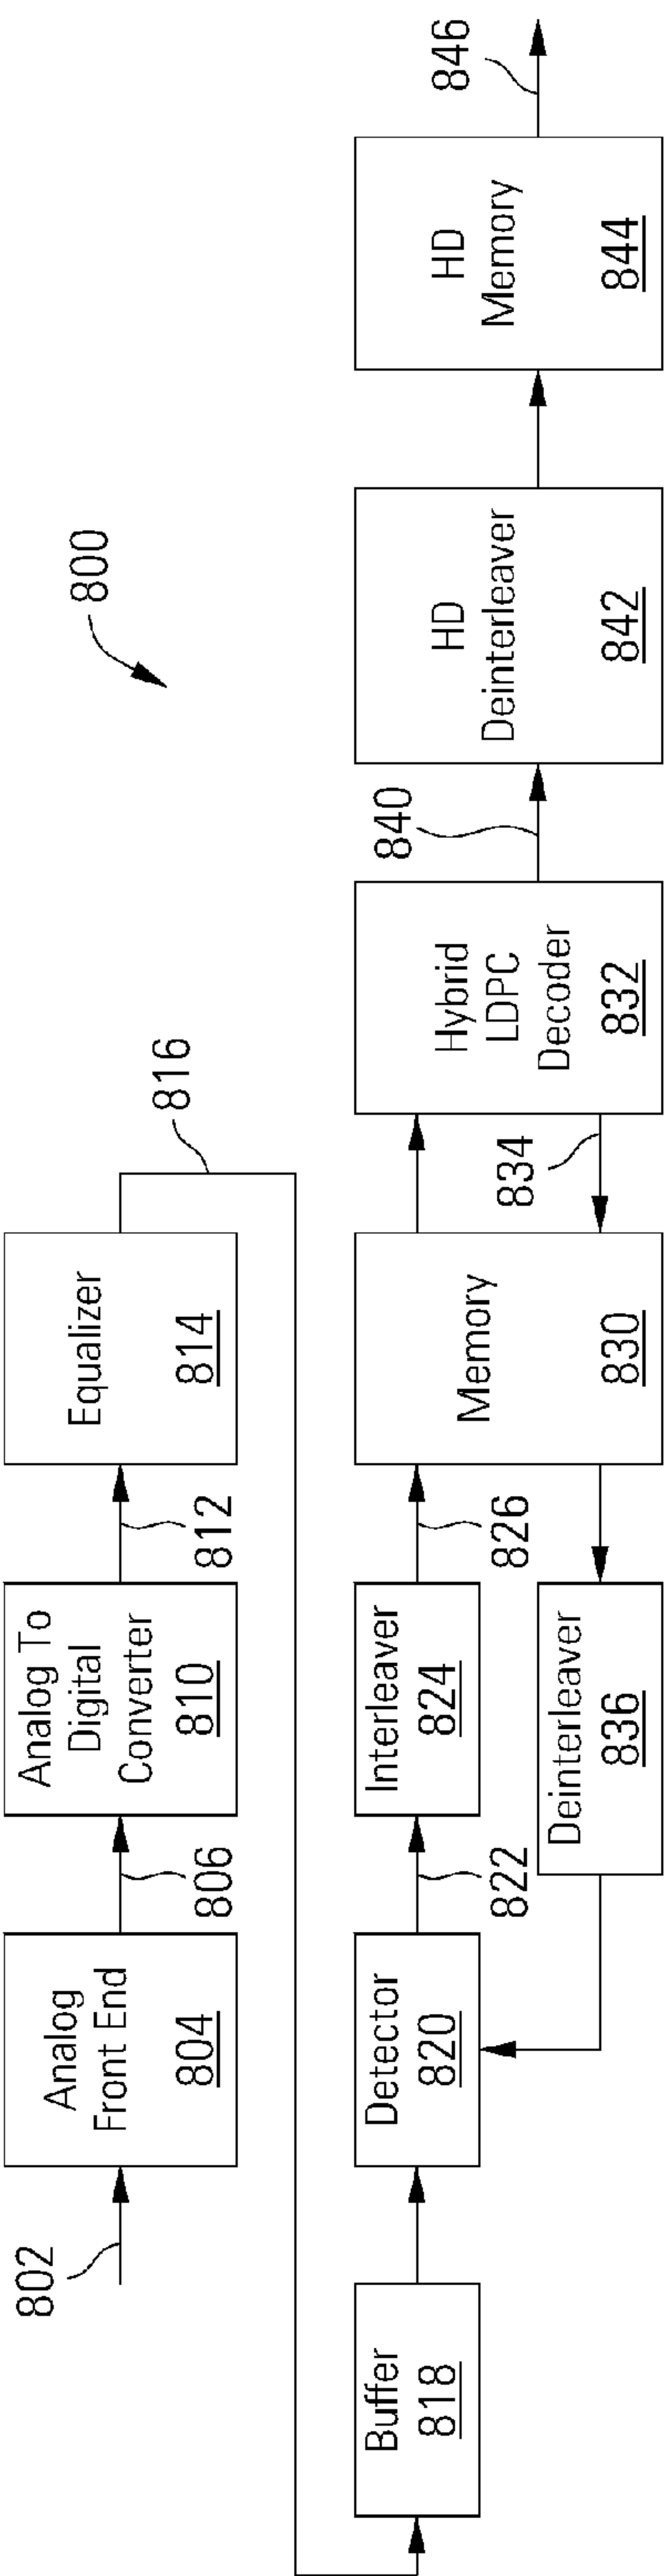 800
802
Analog
Front End
804
806
Analog To
Digital
Converter
810
812
Equalizer
814
816
Buffer
818
Detector
820
822
Interleaver
824
826
Memory
830
Hybrid
LDPC
Decoder
832
834
Deinterleaver
836
840
HD
Deinterleaver
842
HD
Memory
844
846